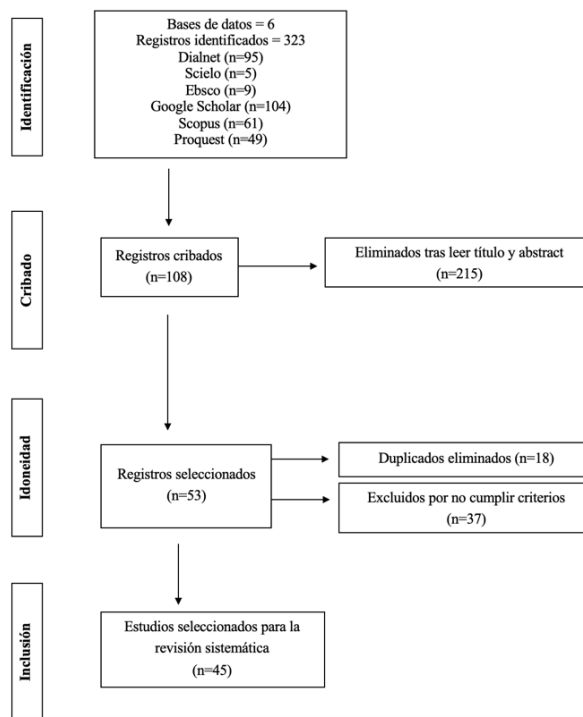 Identificación
Bases de datos = 6
Registros identificados = 323
Dialnet (n=95)
Scielo (n=5)
Ebsco (n=9)
Google Scholar (n=104)
Scopus (n=61)
Proquest (n=49)
Cribado
Registros cribados
(n=108)
Eliminados tras leer título y abstract
(n=215)
Idoneidad
Registros seleccionados
(n=53)
Duplicados eliminados (n=18)
Excluidos por no cumplir criterios
(n=37)
Inclusión
Estudios seleccionados para la
revisión sistemática
(n=45)